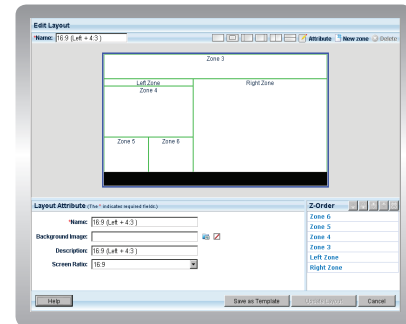 Edit Layout
*Name: 16:9 (Left + 4:3 ) Attribute New zone Delete
Zone 3
Left Zone Right Zone
Zone 4
Zone 5 Zone 6
Layout Attribute (The * indicates required fields.) Z-Order
*Name: 16:9 (Left + 4:3 ) Zone 6
Zone 5
Background Image: Zone 4
Description: 16:9 (Left + 4:3 ) Zone 3
Screen Ratio: 16:9 Left Zone
Right Zone
Help Save as Template Update Layout Cancel